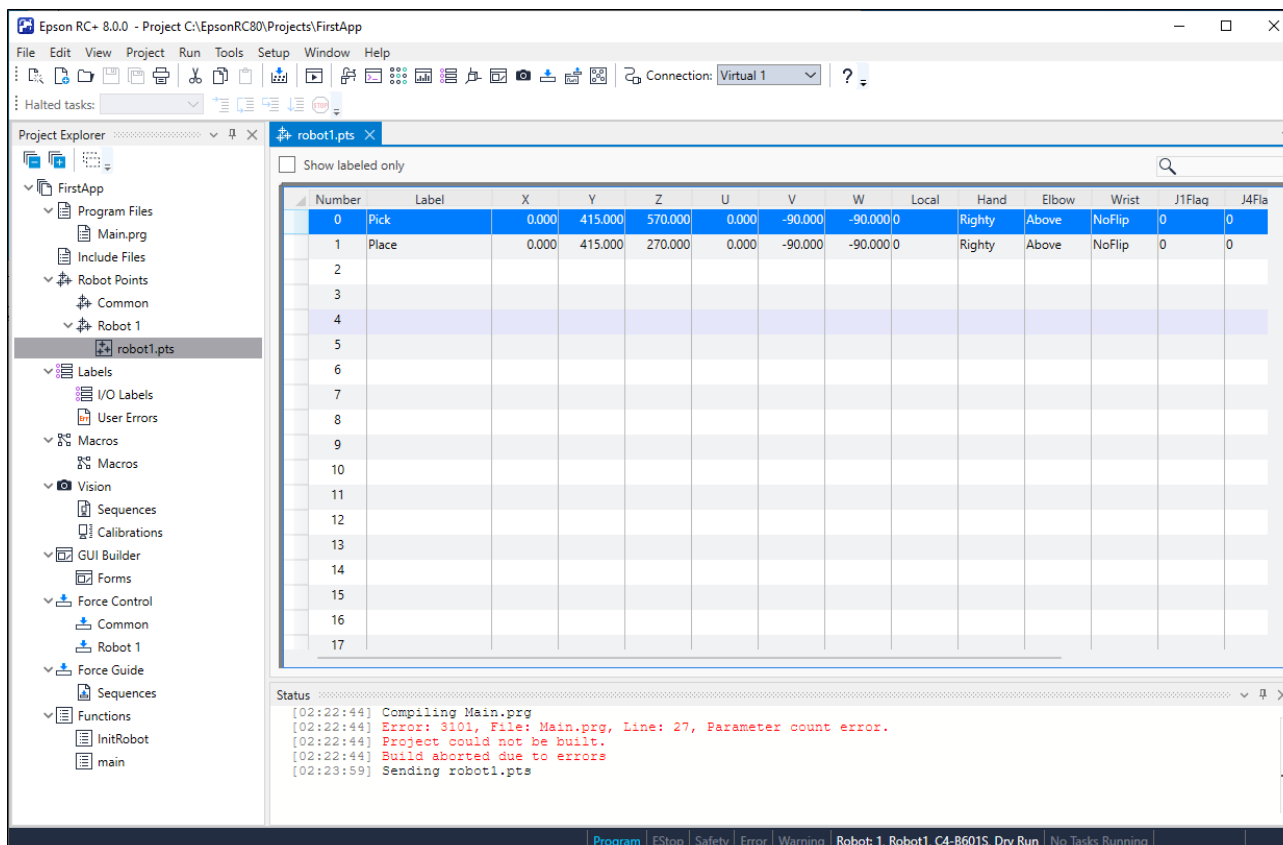 Epson RC+ 8.0.0 - Project C:\EpsonRC80\Projects\FirstApp
File Edit View Project Run Tools Setup Window Help
Connection: Virtual 1 ?
Halted tasks: STOP
Project Explorer
FirstApp
Program Files
Main.prg
Include Files
Robot Points
Common
Robot 1
robot1.pts
Labels
I/O Labels
Err User Errors
Macros
Macros
Vision
Sequences
Calibrations
GUI Builder
Forms
Force Control
Common
Robot 1
Force Guide
Sequences
Functions
InitRobot
main
robot1.pts
Show labeled only
Number Label X Y Z U V W Local Hand Elbow Wrist J1Flag J4Fla
0 Pick 0.000 415.000 570.000 0.000 -90.000 -90.000 0 Righty Above NoFlip 0 0
1 Place 0.000 415.000 270.000 0.000 -90.000 -90.000 0 Righty Above NoFlip 0 0
2
3
4
5
6
7
8
9
10
11
12
13
14
15
16
17
Status
[02:22:44] Compiling Main.prg
[02:22:44] Error: 3101, File: Main.prg, Line: 27, Parameter count error.
[02:22:44] Project could not be built.
[02:22:44] Build aborted due to errors
[02:23:59] Sending robot1.pts
Program EStop Safety Error Warning Robot: 1, Robot1, C4-B601S, Dry Run No Tasks Running